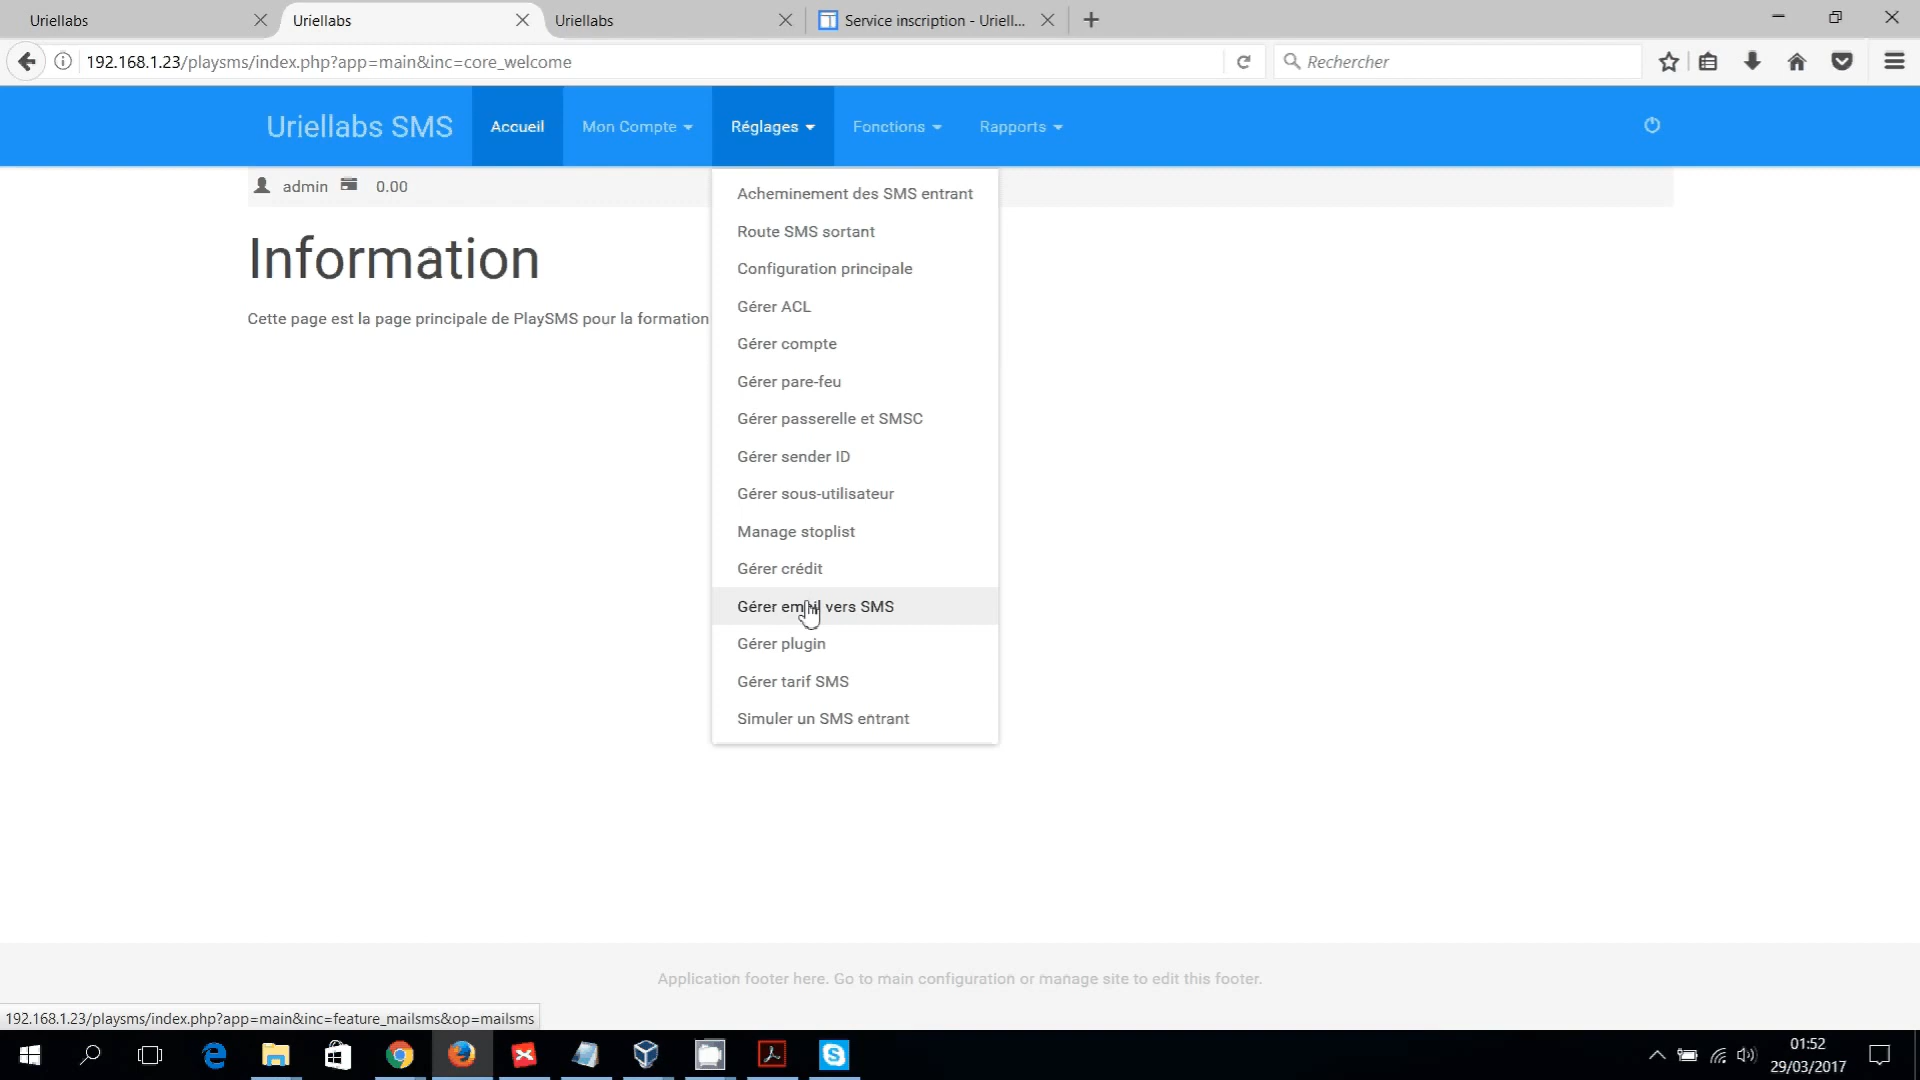 Uriellabs
Uriellabs
Uriellabs
Service inscription - Uriell...
192.168.1.23/playsms/index.php?app=main&inc=core_welcome
Rechercher
Uriellabs SMS
Accueil
Mon Compte
Réglages
Fonctions
Rapports
admin
0.00
Information
Cette page est la page principale de PlaySMS pour la formation
Acheminement des SMS entrant
Route SMS sortant
Configuration principale
Gérer ACL
Gérer compte
Gérer pare-feu
Gérer passerelle et SMSC
Gérer sender ID
Gérer sous-utilisateur
Manage stoplist
Gérer crédit
Gérer email vers SMS
Gérer plugin
Gérer tarif SMS
Simuler un SMS entrant
Application footer here. Go to main configuration or manage site to edit this footer.
192.168.1.23/playsms/index.php?app=main&inc=feature_mailsms&op=mailsms
01:52
29/03/2017